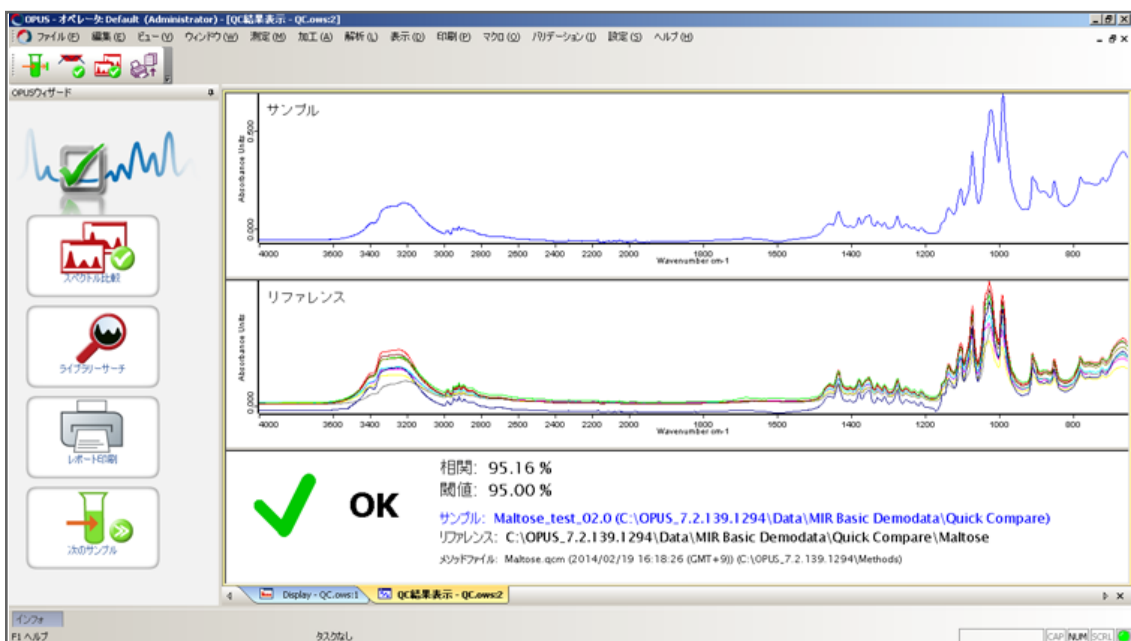 OPUS - オペレータ: Default (Administrator) - [QC結果表示 - QC.ows:2]
ファイル(F) 編集(E) ビュー(V) ウィンドウ(W) 測定(M) 加工(A) 解析(L) 表示(D) 印刷(P) マクロ(O) バリデーション(I) 設定(S) ヘルプ(H)
OPUSウィザード
スペクトル比較
ライブラリーサーチ
レポート印刷
次のサンプル
サンプル
Absorbance Units
0.500
0.000
4000 3600 3400 3200 3000 2800 2600 2400 2200 2000 1800 1600 1400 1200 1000 800
Wavenumber cm-1
リファレンス
Absorbance Units
0.000
4000 3600 3400 3200 3000 2800 2600 2400 2200 2000 1800 1600 1400 1200 1000 800
Wavenumber cm-1
OK
相関: 95.16 %
閾値: 95.00 %
サンプル: Maltose_test_02.0 (C:\OPUS_7.2.139.1294\Data\MIR Basic Demodata\Quick Compare)
リファレンス: C:\OPUS_7.2.139.1294\Data\MIR Basic Demodata\Quick Compare\Maltose
メソッドファイル: Maltose.qcm (2014/02/19 16:18:26 (GMT+9)) (C:\OPUS_7.2.139.1294\Methods)
Display - QC.ows:1 QC結果表示 - QC.ows:2
インフォ
F1 ヘルプ タスクなし CAP NUM SCRL